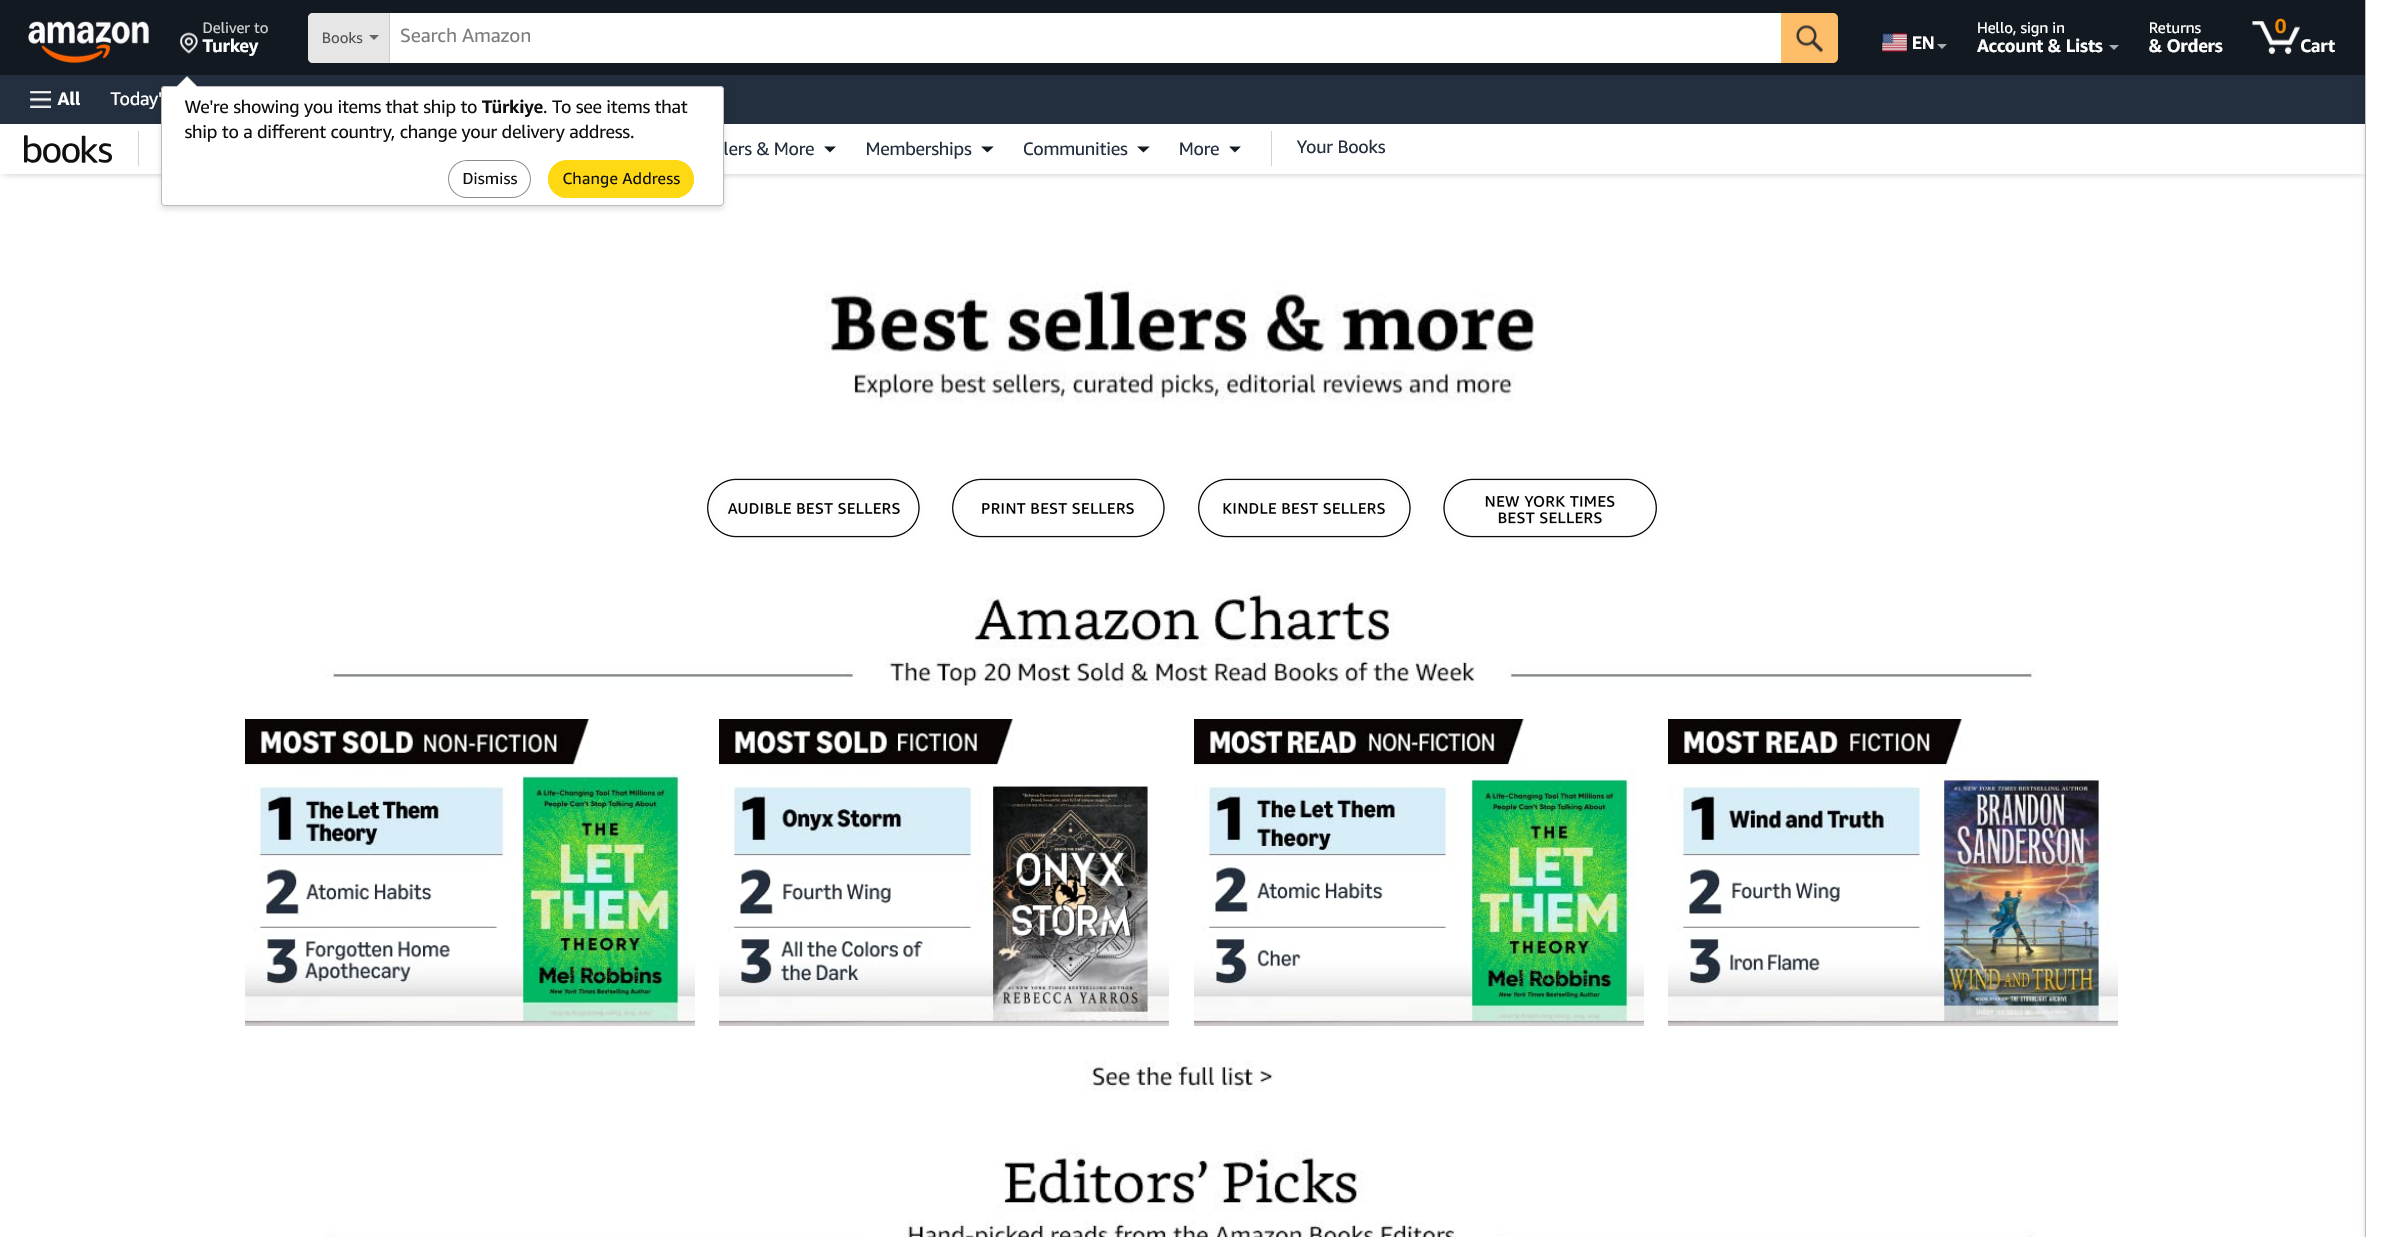 amazon
Deliver to
Turkey
Books
Search Amazon
EN
Hello, sign in
Account & Lists
Returns
& Orders
0
Cart
All
Today'
We're showing you items that ship to Türkiye. To see items that
ship to a different country, change your delivery address.
Dismiss
Change Address
books
lers & More
Memberships
Communities
More
Your Books
Best sellers & more
Explore best sellers, curated picks, editorial reviews and more
AUDIBLE BEST SELLERS
PRINT BEST SELLERS
KINDLE BEST SELLERS
NEW YORK TIMES
BEST SELLERS
Amazon Charts
The Top 20 Most Sold & Most Read Books of the Week
MOST SOLD NON-FICTION
1 The Let Them
Theory
2 Atomic Habits
3 Forgotten Home
Apothecary
A Life-Changing Tool That Millions of
People Can't Stop Talking About
THE
LET
THEM
THEORY
Mel Robbins
New York Times Bestselling Author
MOST SOLD FICTION
1 Onyx Storm
2 Fourth Wing
3 All the Colors of
the Dark
ONYX
STORM
#1 NEW YORK TIMES BESTSELLING AUTHOR
REBECCA YARROS
MOST READ NON-FICTION
1 The Let Them
Theory
2 Atomic Habits
3 Cher
A Life-Changing Tool That Millions of
People Can't Stop Talking About
THE
LET
THEM
THEORY
Mel Robbins
New York Times Bestselling Author
MOST READ FICTION
1 Wind and Truth
2 Fourth Wing
3 Iron Flame
#1 NEW YORK TIMES BESTSELLING AUTHOR
BRANDON
SANDERSON
WIND AND TRUTH
THE STORMLIGHT ARCHIVE
See the full list >
Editors' Picks
Hand-picked reads from the Amazon Books Editors